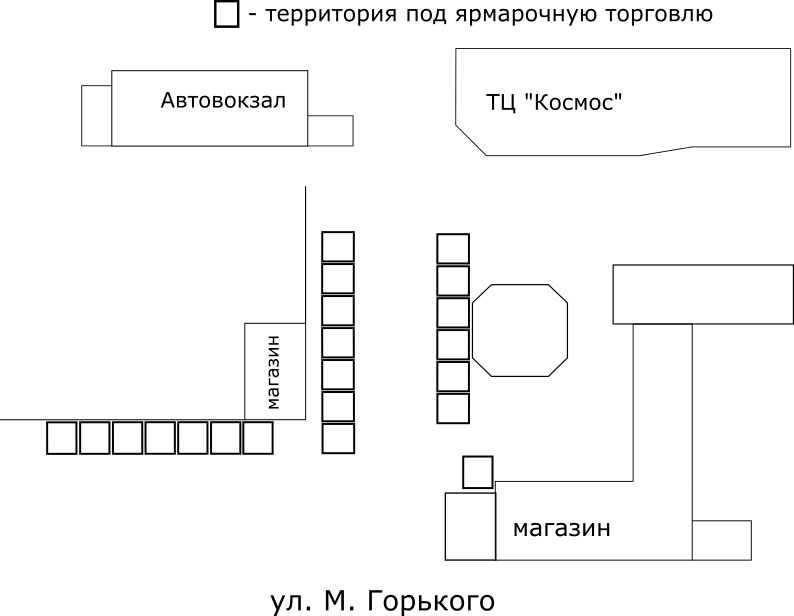 - территория под ярмарочную торговлю
Автовокзал
ТЦ "Космос"
магазин
магазин
ул. М. Горького